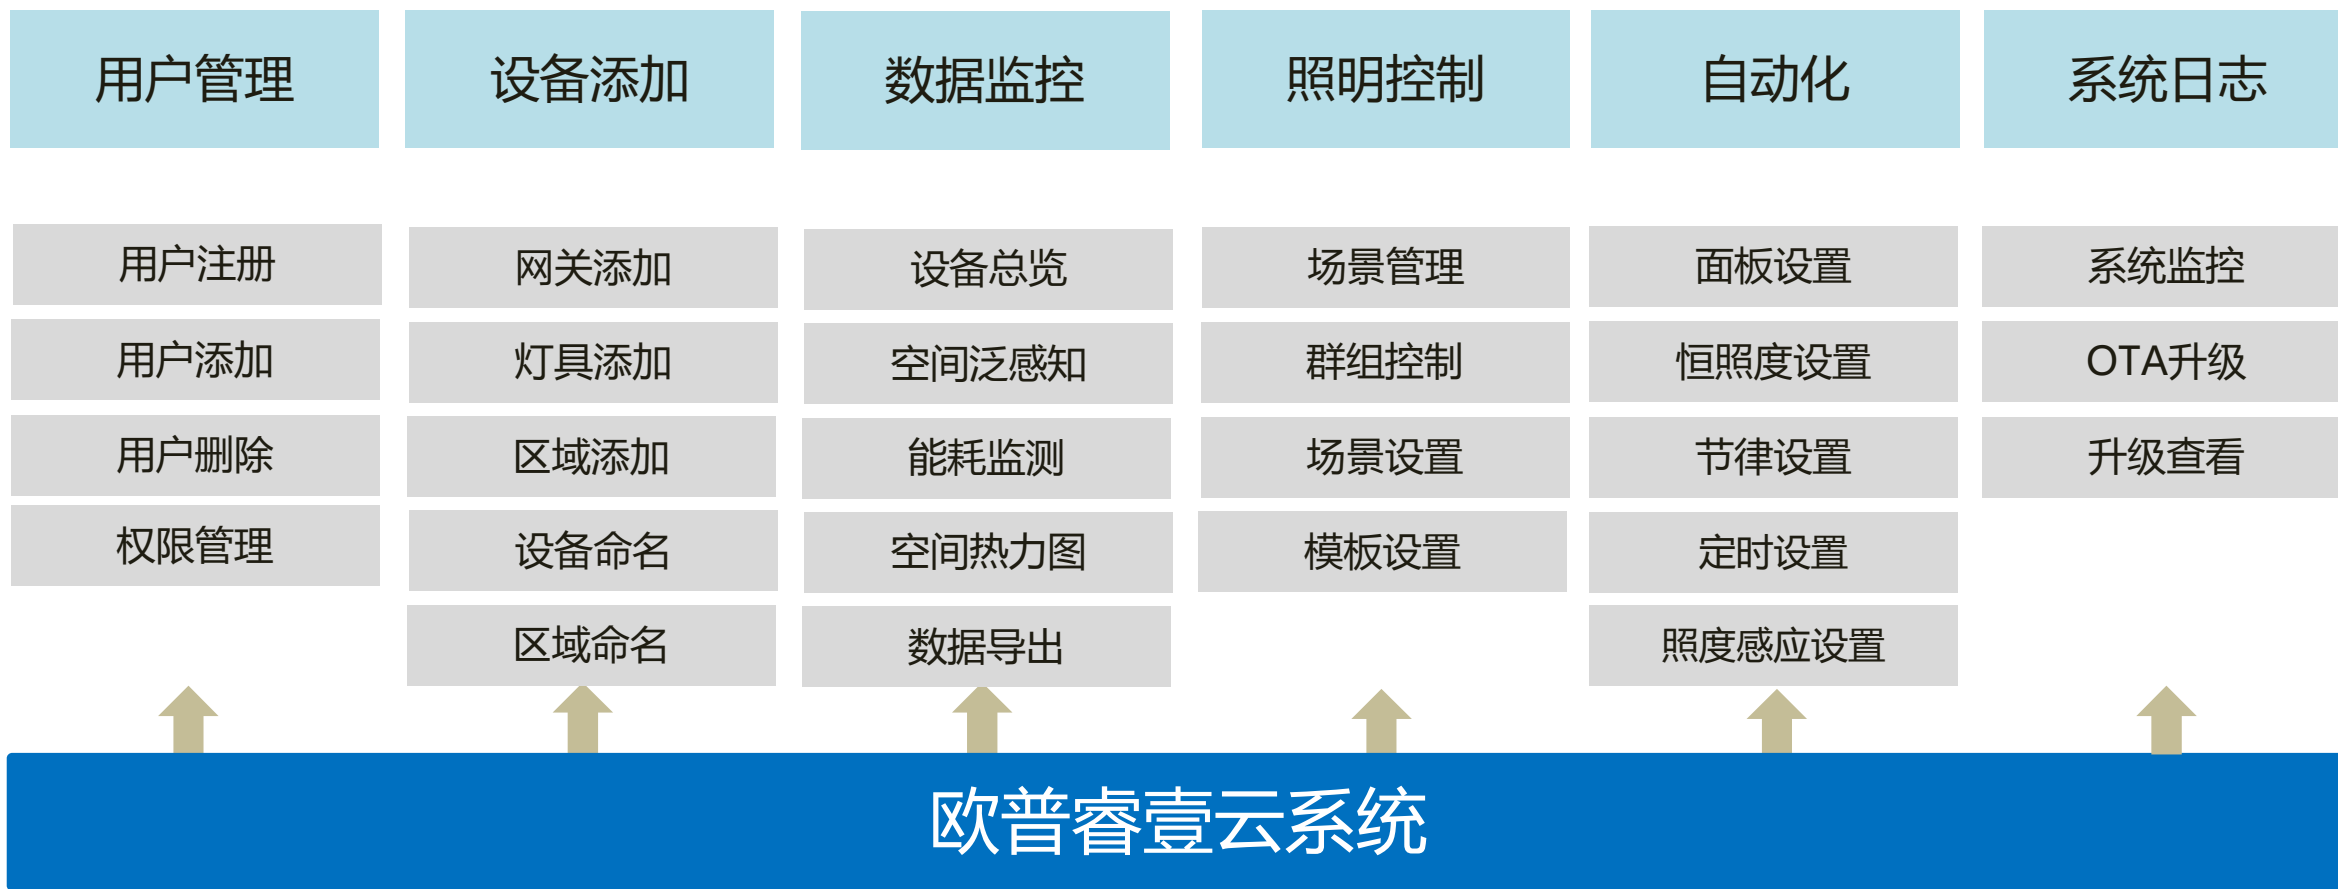 用户管理
设备添加
数据监控
照明控制
自动化
系统日志
用户注册
网关添加
设备总览
场景管理
面板设置
系统监控
用户添加
灯具添加
空间泛感知
群组控制
恒照度设置
OTA升级
用户删除
区域添加
能耗监测
场景设置
节律设置
升级查看
权限管理
设备命名
空间热力图
模板设置
定时设置
区域命名
数据导出
照度感应设置
欧普睿壹云系统